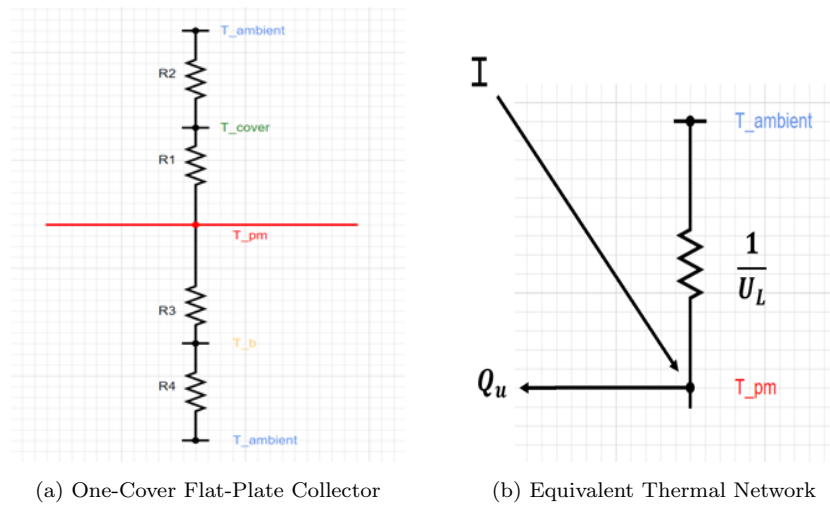 T_ambient
R2
T_cover
R1
T_pm
R3
T_b
R4
T_ambient
(a) One-Cover Flat-Plate Collector
I
T_ambient
1
U_L
Q_u
T_pm
(b) Equivalent Thermal Network